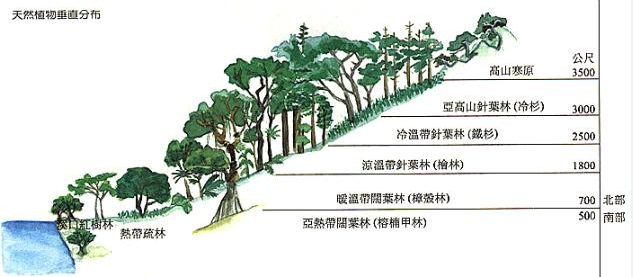 天然植物垂直分布
公尺
高山寒原 3500
亞高山針葉林(冷杉) 3000
冷溫帶針葉林(鐵杉) 2500
涼溫帶針葉林(檜林) 1800
暖溫帶闊葉林(樟殼林) 700 北部
500 南部
亞熱帶闊葉林(榕楠甲林)
河口紅樹林
熱帶疏林